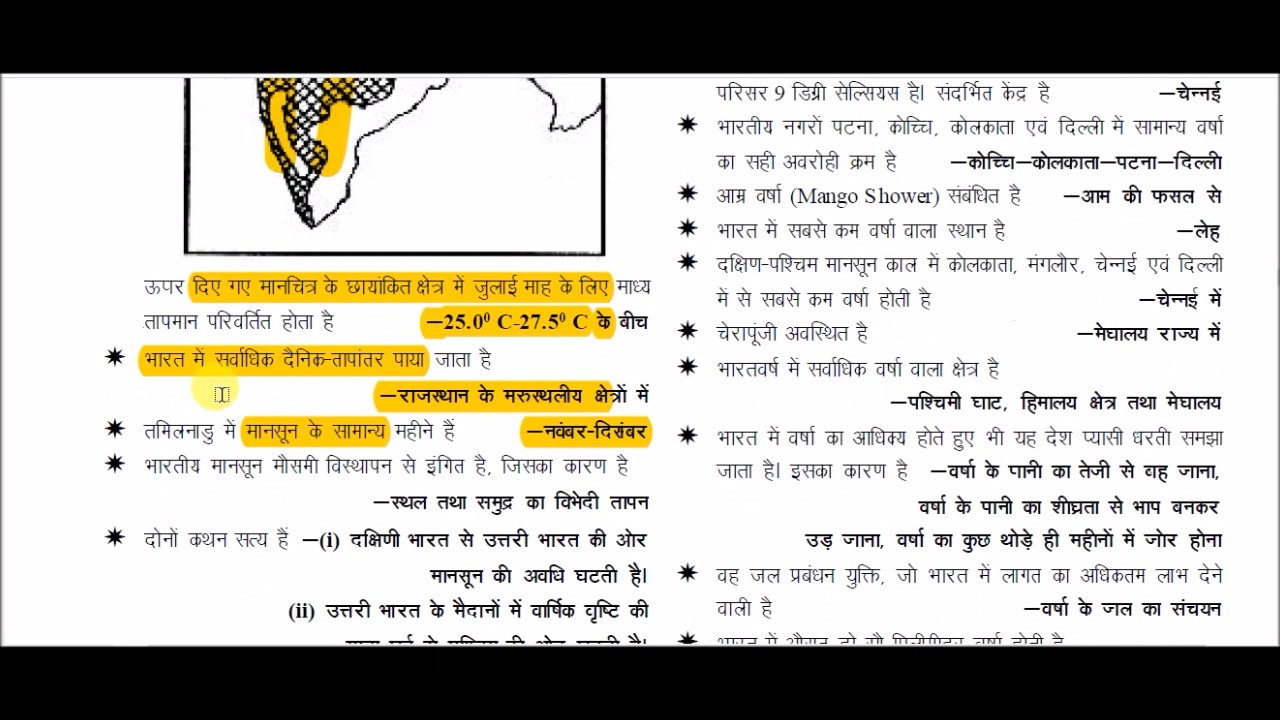 ऊपर दिए गए मानचित्र के छायांकित क्षेत्र में जुलाई माह के लिए माध्य
तापमान परिवर्तित होता है –25.0⁰ C-27.5⁰ C के बीच
✷ भारत में सर्वाधिक दैनिक-तापांतर पाया जाता है
–राजस्थान के मरुस्थलीय क्षेत्रों में
✷ तमिलनाडु में मानसून के सामान्य महीने हैं –नवंबर-दिसंबर
✷ भारतीय मानसून मौसमी विस्थापन से इंगित है, जिसका कारण है
–स्थल तथा समुद्र का विभेदी तापन
✷ दोनों कथन सत्य हैं –(i) दक्षिणी भारत से उत्तरी भारत की ओर
मानसून की अवधि घटती है।
(ii) उत्तरी भारत के मैदानों में वार्षिक वृष्टि की
परिसर 9 डिग्री सेल्सियस है। संदर्भित केंद्र है –चेन्नई
✷ भारतीय नगरों पटना, कोच्चि, कोलकाता एवं दिल्ली में सामान्य वर्षा
का सही अवरोही क्रम है –कोच्चि–कोलकाता–पटना–दिल्ली
✷ आम्र वर्षा (Mango Shower) संबंधित है –आम की फसल से
✷ भारत में सबसे कम वर्षा वाला स्थान है –लेह
✷ दक्षिण-पश्चिम मानसून काल में कोलकाता, मंगलौर, चेन्नई एवं दिल्ली
में से सबसे कम वर्षा होती है –चेन्नई में
✷ चेरापूंजी अवस्थित है –मेघालय राज्य में
✷ भारतवर्ष में सर्वाधिक वर्षा वाला क्षेत्र है
–पश्चिमी घाट, हिमालय क्षेत्र तथा मेघालय
✷ भारत में वर्षा का आधिक्य होते हुए भी यह देश प्यासी धरती समझा
जाता है। इसका कारण है –वर्षा के पानी का तेजी से बह जाना,
वर्षा के पानी का शीघ्रता से भाप बनकर
उड़ जाना, वर्षा का कुछ थोड़े ही महीनों में जोर होना
✷ वह जल प्रबंधन युक्ति, जो भारत में लागत का अधिकतम लाभ देने
वाली है –वर्षा के जल का संचयन